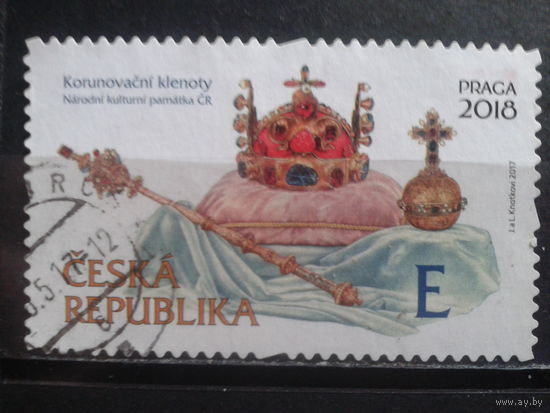 Korunovační klenoty
Národní kulturní památka ČR
PRAGA
2018
J. a L. Knotkovi 2017
ČESKÁ
REPUBLIKA
E
www.ay.by